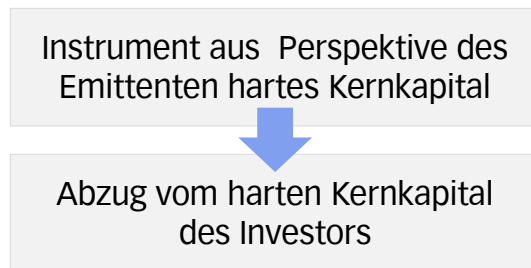 Instrument aus Perspektive des
Emittenten hartes Kernkapital
Abzug vom harten Kernkapital
des Investors